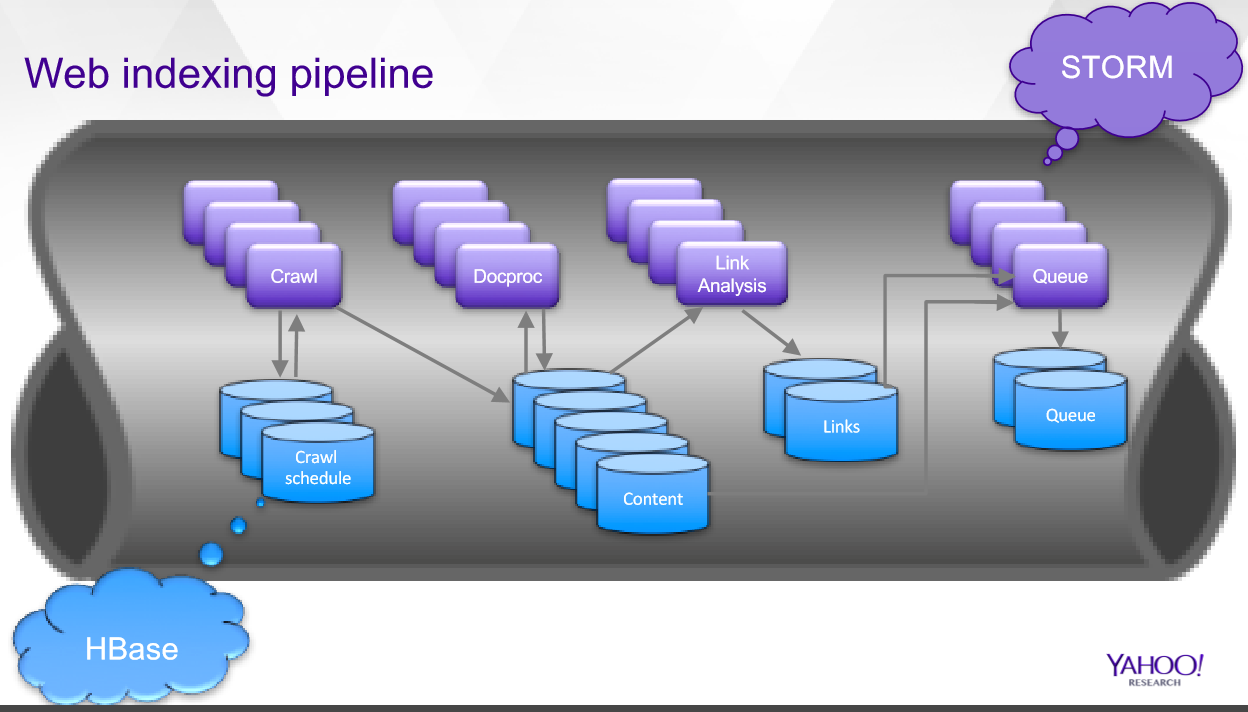 Web indexing pipeline
STORM
Crawl
Docproc
Link
Analysis
Queue
Crawl
schedule
Content
Links
Queue
HBase
YAHOO!
RESEARCH